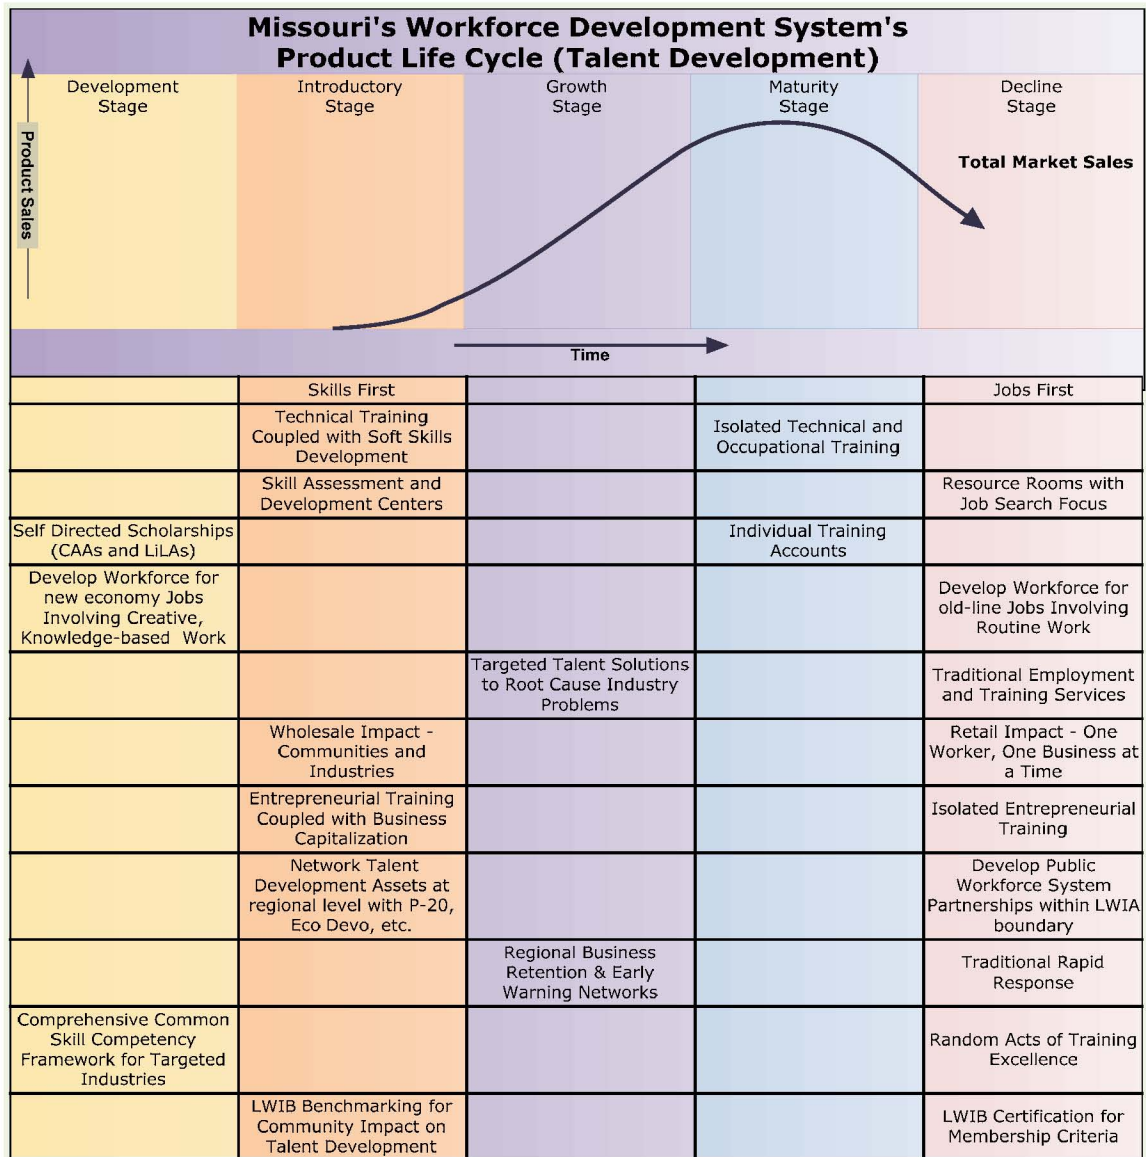 Missouri's Workforce Development System's
Product Life Cycle (Talent Development)
Development
Stage
Introductory
Stage
Growth
Stage
Maturity
Stage
Decline
Stage
Product Sales
Total Market Sales
Time
Skills First
Jobs First
Technical Training
Coupled with Soft Skills
Development
Isolated Technical and
Occupational Training
Skill Assessment and
Development Centers
Resource Rooms with
Job Search Focus
Self Directed Scholarships
(CAAs and LiLAs)
Individual Training
Accounts
Develop Workforce for
new economy Jobs
Involving Creative,
Knowledge-based Work
Develop Workforce for
old-line Jobs Involving
Routine Work
Targeted Talent Solutions
to Root Cause Industry
Problems
Traditional Employment
and Training Services
Wholesale Impact -
Communities and
Industries
Retail Impact - One
Worker, One Business at
a Time
Entrepreneurial Training
Coupled with Business
Capitalization
Isolated Entrepreneurial
Training
Network Talent
Development Assets at
regional level with P-20,
Eco Devo, etc.
Develop Public
Workforce System
Partnerships within LWIA
boundary
Regional Business
Retention & Early
Warning Networks
Traditional Rapid
Response
Comprehensive Common
Skill Competency
Framework for Targeted
Industries
Random Acts of Training
Excellence
LWIB Benchmarking for
Community Impact on
Talent Development
LWIB Certification for
Membership Criteria